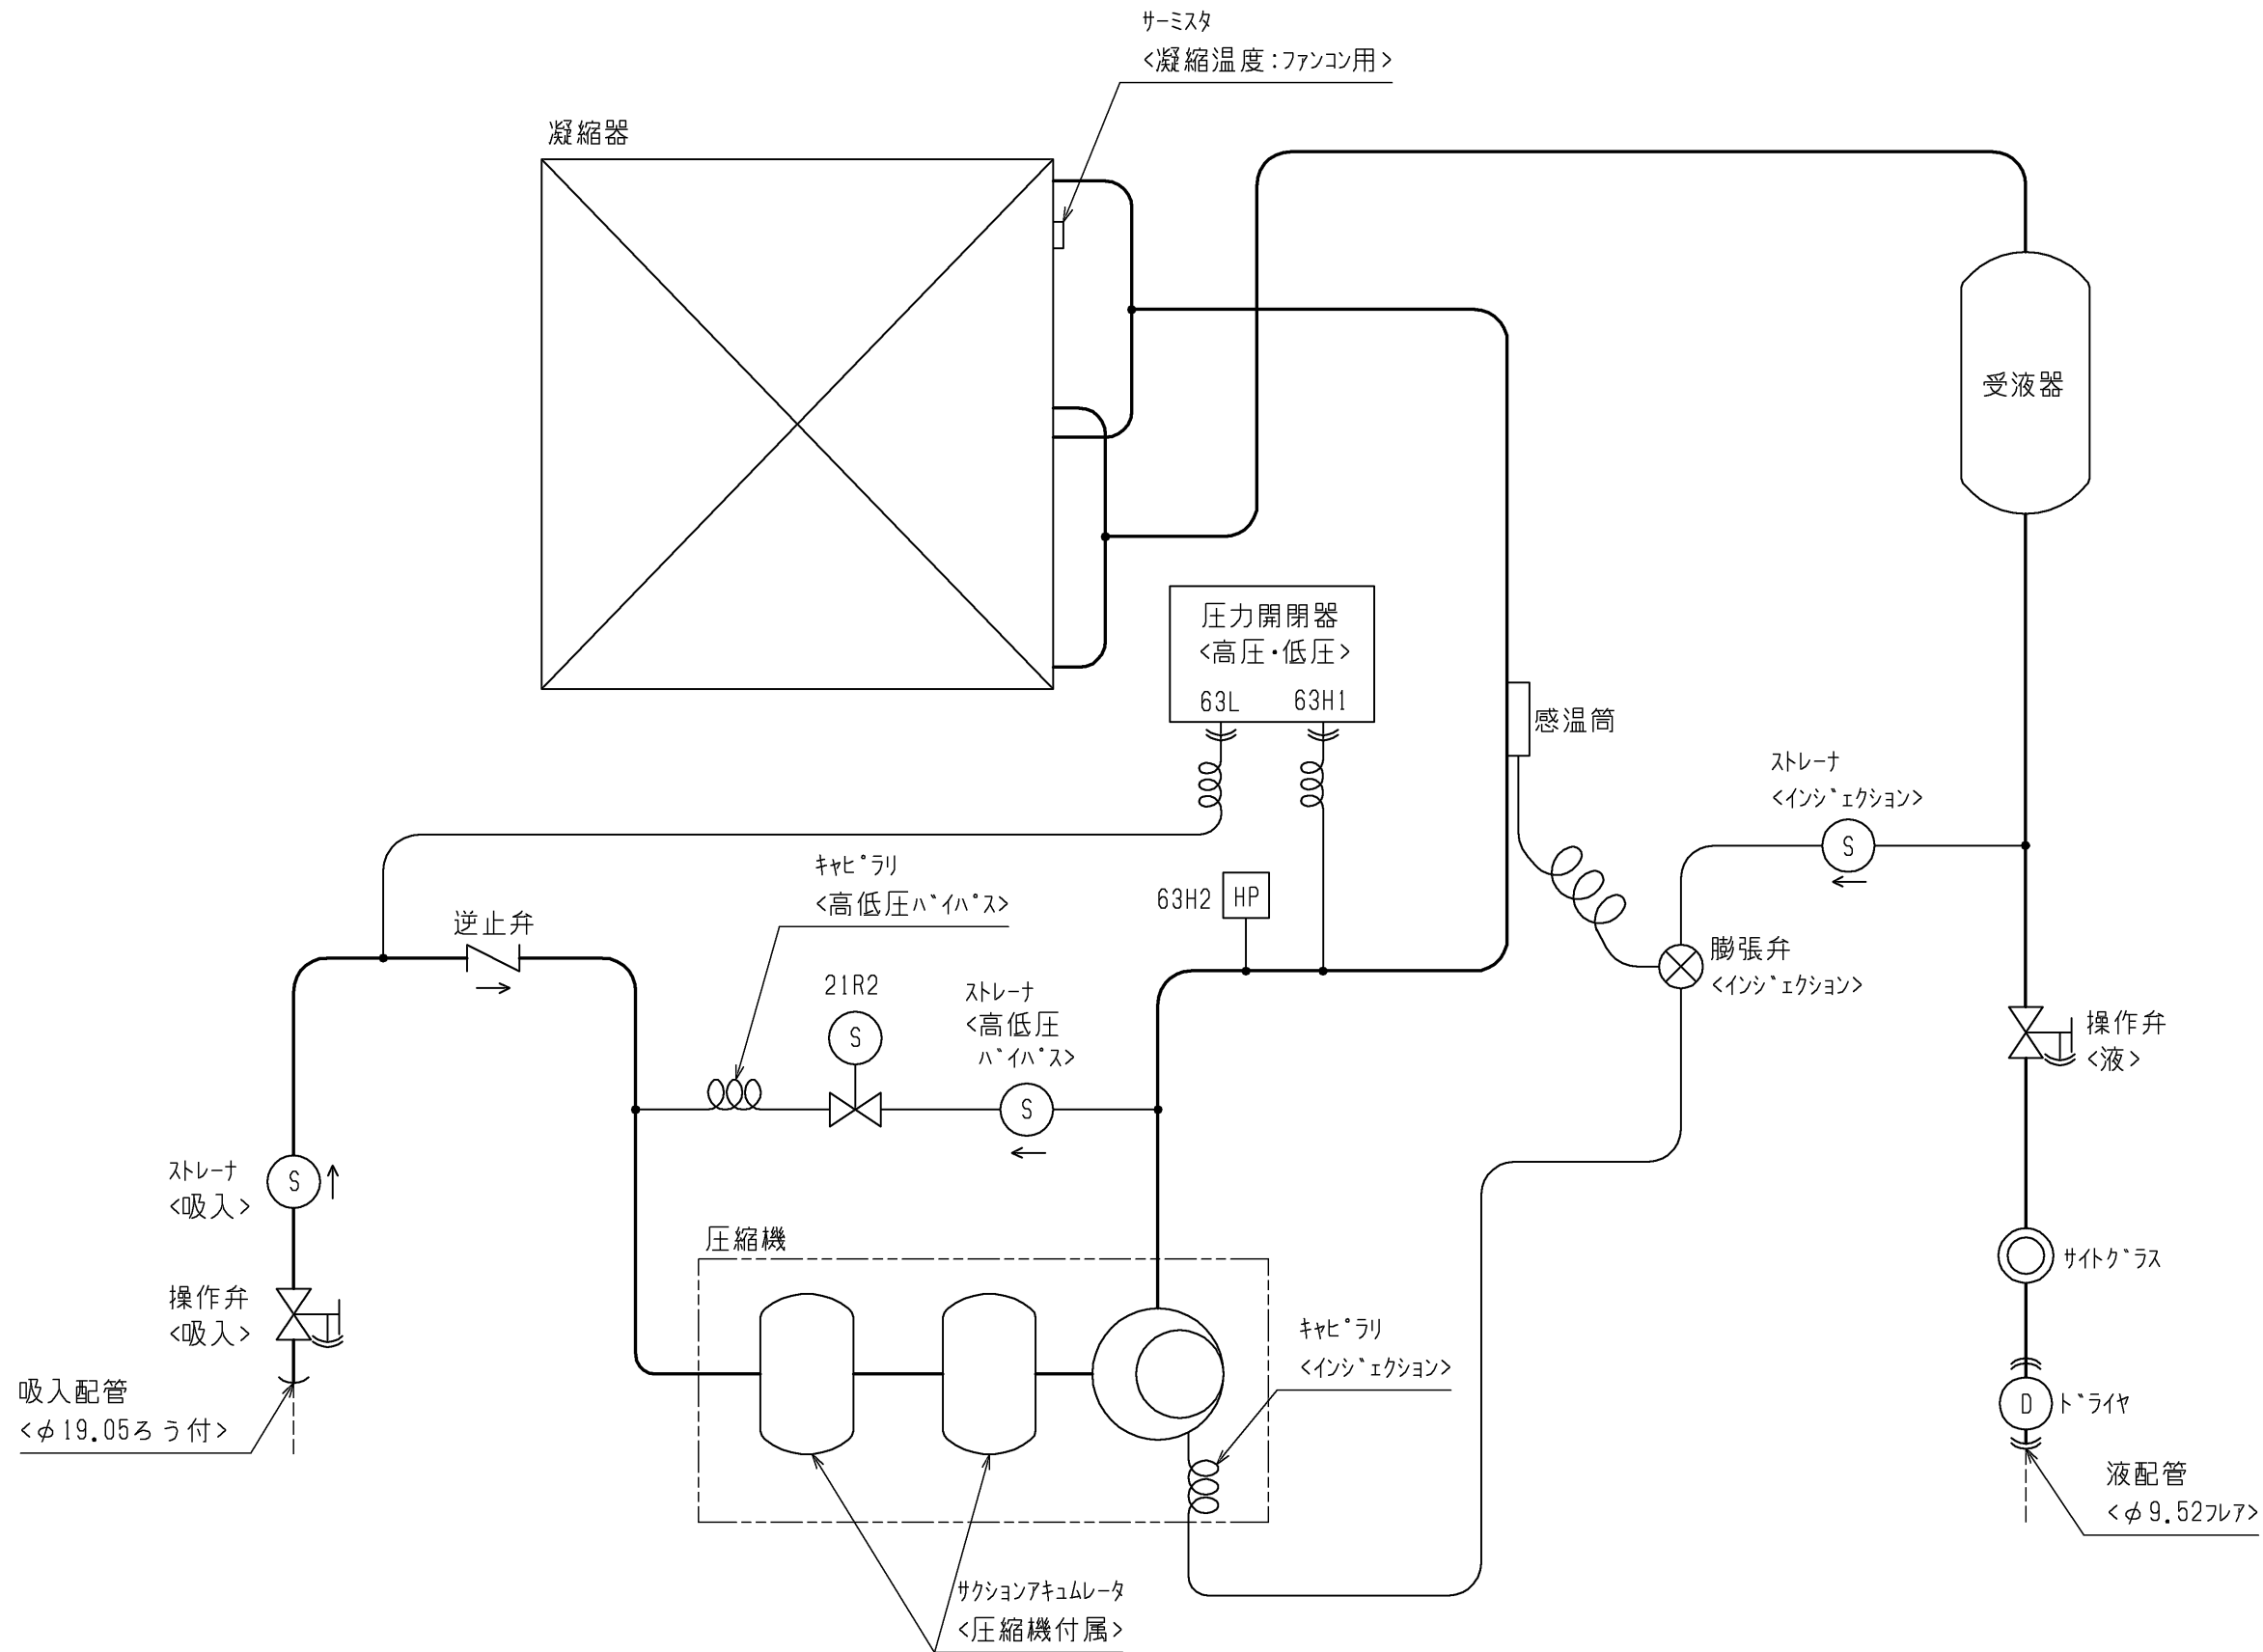 サーミスタ
<凝縮温度:ファンコン用>
凝縮器
受液器
圧力開閉器
<高圧・低圧>
63L
63H1
感温筒
ストレーナ
<インジェクション>
S
キャピラリ
<高低圧バイパス>
63H2
HP
逆止弁
膨張弁
<インジェクション>
21R2
S
ストレーナ
<高低圧
バイパス>
S
操作弁
<液>
ストレーナ
<吸入>
S
圧縮機
サイトグラス
操作弁
<吸入>
キャピラリ
<インジェクション>
吸入配管
<φ19.05ろう付>
D
ドライヤ
液配管
<φ9.52フレア>
サクションアキュムレータ
<圧縮機付属>